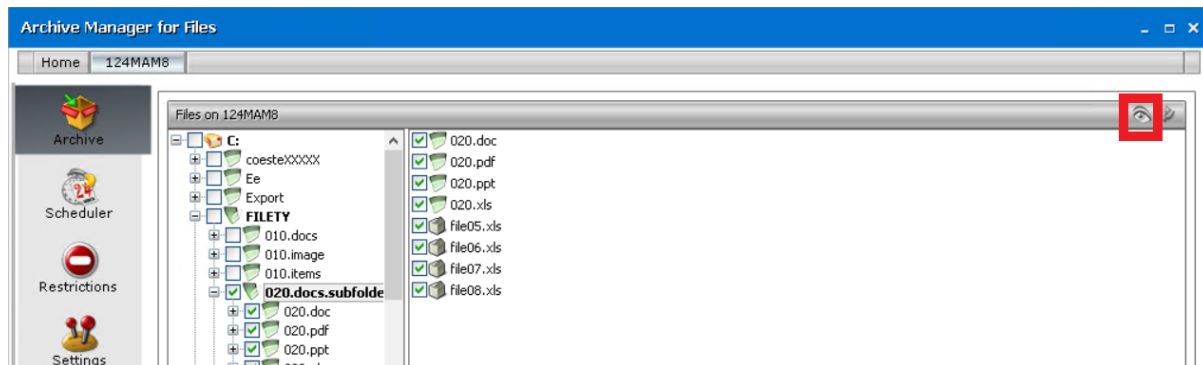 Archive Manager for Files
Home 124MAM8
Archive
Scheduler
24
Restrictions
Settings
Files on 124MAM8
C:
coesteXXXXX
Ee
Export
FILETY
010.docs
010.image
010.items
020.docs.subfolde
020.doc
020.pdf
020.ppt
020.doc
020.pdf
020.ppt
020.xls
file05.xls
file06.xls
file07.xls
file08.xls